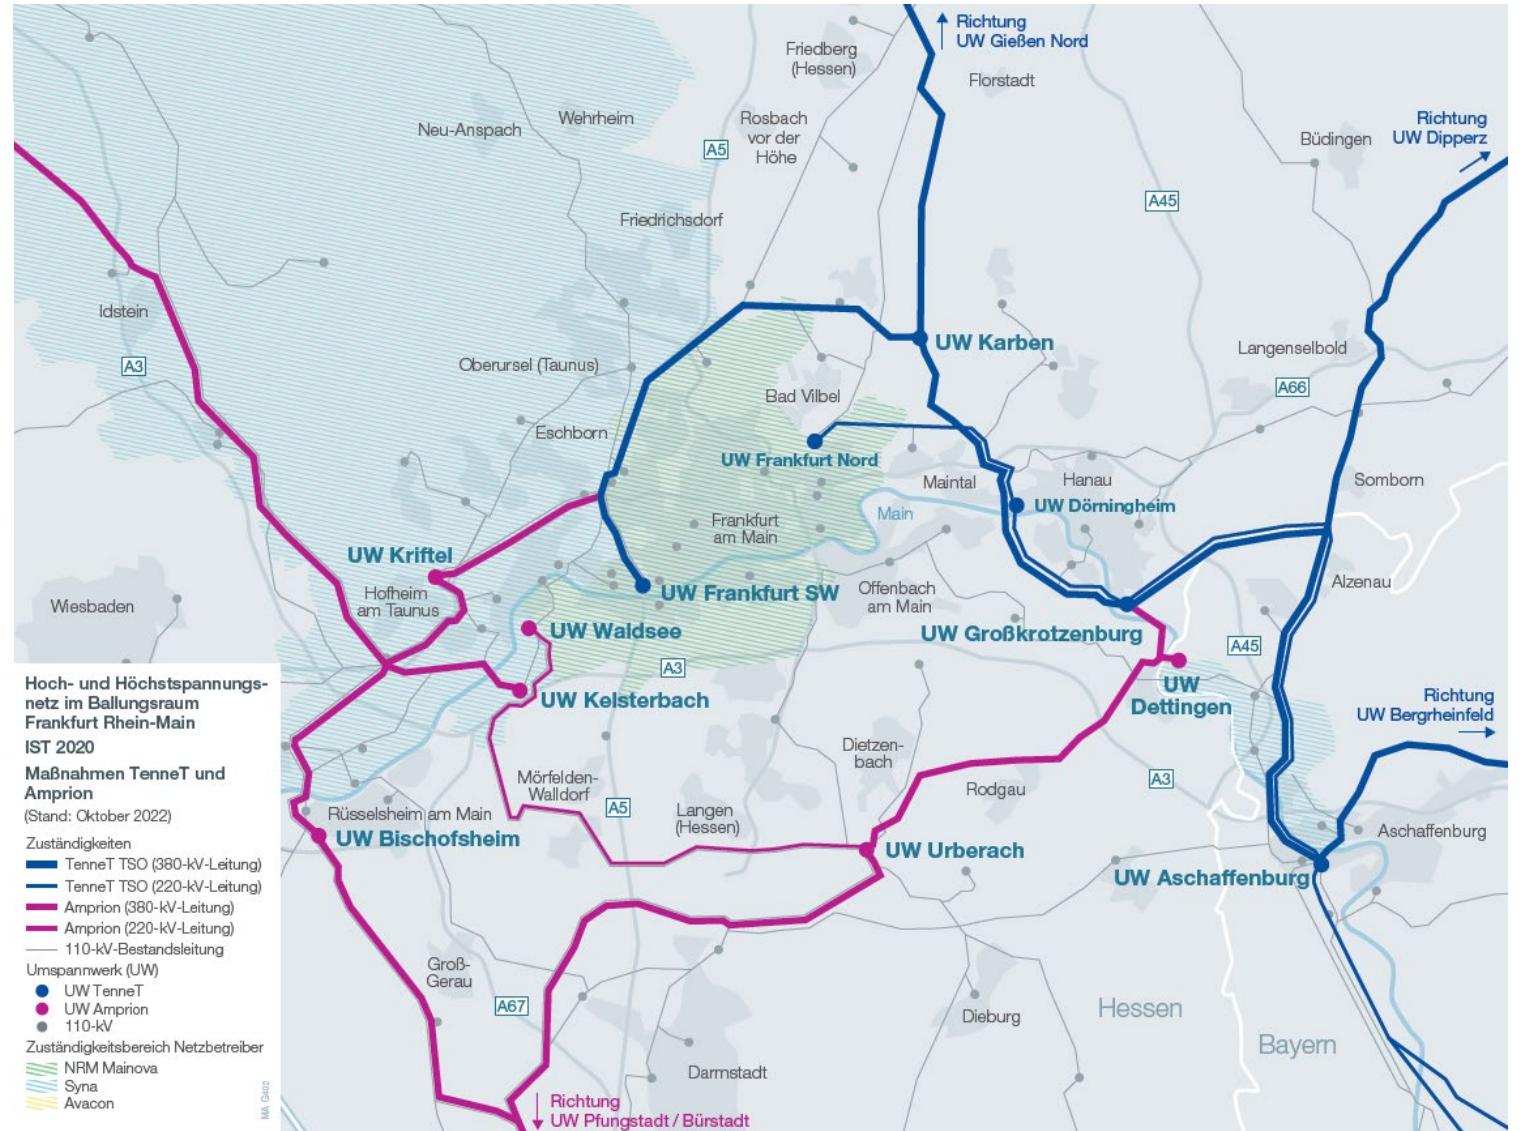 Richtung
UW Gießen Nord
Friedberg
(Hessen)
Florstadt
Wehrheim
Neu-Anspach
Rosbach
vor der
Höhe
A5
Richtung
UW Dipperz
Büdingen
A45
Friedrichsdorf
Idstein
A3
Oberursel (Taunus)
UW Karben
Langenselbold
A66
Bad Vilbel
Eschborn
UW Frankfurt Nord
Maintal
Hanau
Somborn
Main
UW Dörningheim
Frankfurt
am Main
UW Kriftel
Hofheim
am Taunus
UW Frankfurt SW
Offenbach
am Main
Alzenau
Wiesbaden
UW Waldsee
UW Großkrotzenburg
A45
A3
UW
Dettingen
UW Kelsterbach
Richtung
UW Bergrheinfeld
Dietzen-
bach
Mörfelden-
Walldorf
A5
Langen
(Hessen)
Rodgau
A3
Rüsselsheim am Main
UW Bischofsheim
UW Urberach
Aschaffenburg
UW Aschaffenburg
Groß-
Gerau
A67
Dieburg
Hessen
Bayern
Darmstadt
Richtung
UW Pfungstadt / Bürstadt
Hoch- und Höchstspannungs-
netz im Ballungsraum
Frankfurt Rhein-Main
IST 2020
Maßnahmen TenneT und
Amprion
(Stand: Oktober 2022)
Zuständigkeiten
TenneT TSO (380-kV-Leitung)
TenneT TSO (220-kV-Leitung)
Amprion (380-kV-Leitung)
Amprion (220-kV-Leitung)
110-kV-Bestandsleitung
Umspannwerk (UW)
UW TenneT
UW Amprion
110-kV
Zuständigkeitsbereich Netzbetreiber
NRM Mainova
Syna
Avacon
MA G402